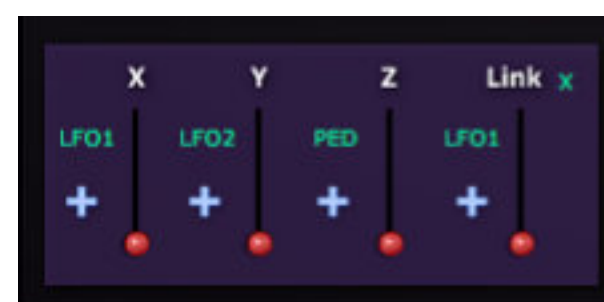 X Y Z Link x
LFO1 LFO2 PED LFO1
+ + + +